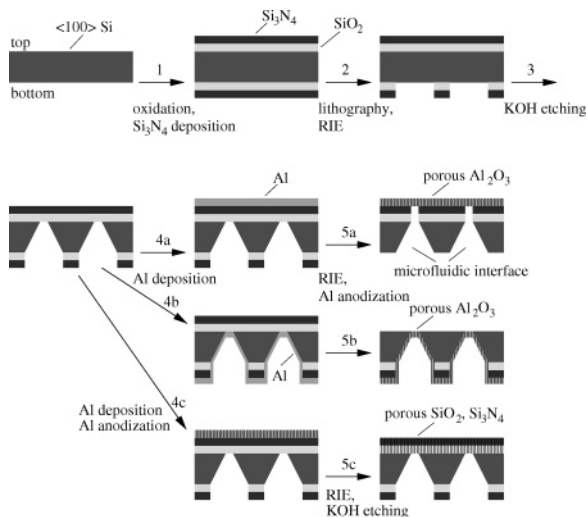 <100> Si
top
bottom
1
oxidation,
Si₃N₄ deposition
Si₃N₄
SiO₂
2
lithography,
RIE
3
KOH etching
4a
Al deposition
Al
5a
RIE,
Al anodization
porous Al₂O₃
microfluidic interface
4b
Al
5b
porous Al₂O₃
4c
Al deposition
Al anodization
5c
RIE,
KOH etching
porous SiO₂, Si₃N₄